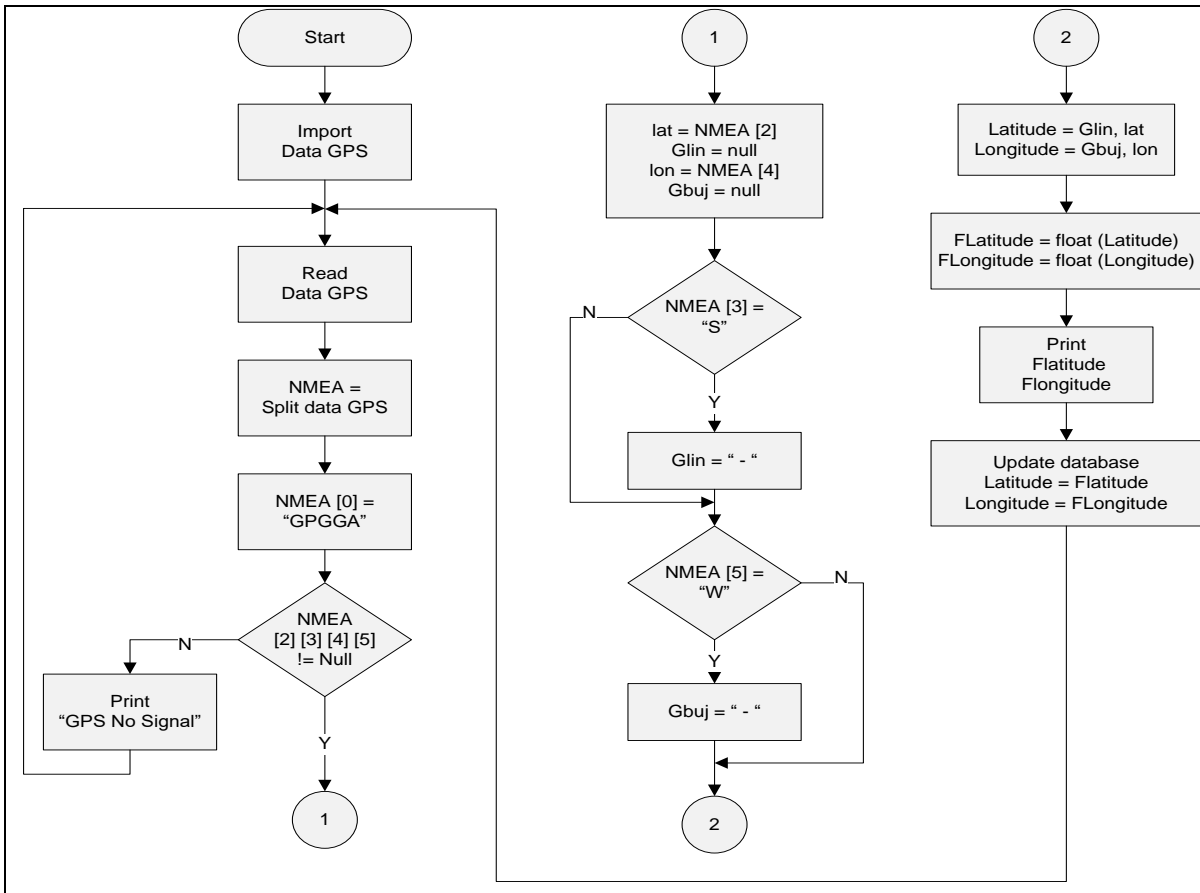 Start
Import
Data GPS
Read
Data GPS
NMEA =
Split data GPS
NMEA [0] =
“GPGGA”
NMEA
[2] [3] [4] [5]
!= Null
N
Print
“GPS No Signal”
Y
1
1
lat = NMEA [2]
Glin = null
lon = NMEA [4]
Gbuj = null
NMEA [3] =
“S”
N
Y
Glin = “ - “
NMEA [5] =
“W”
N
Y
Gbuj = “ - “
2
2
Latitude = Glin, lat
Longitude = Gbuj, lon
FLatitude = float (Latitude)
FLongitude = float (Longitude)
Print
Flatitude
Flongitude
Update database
Latitude = Flatitude
Longitude = FLongitude